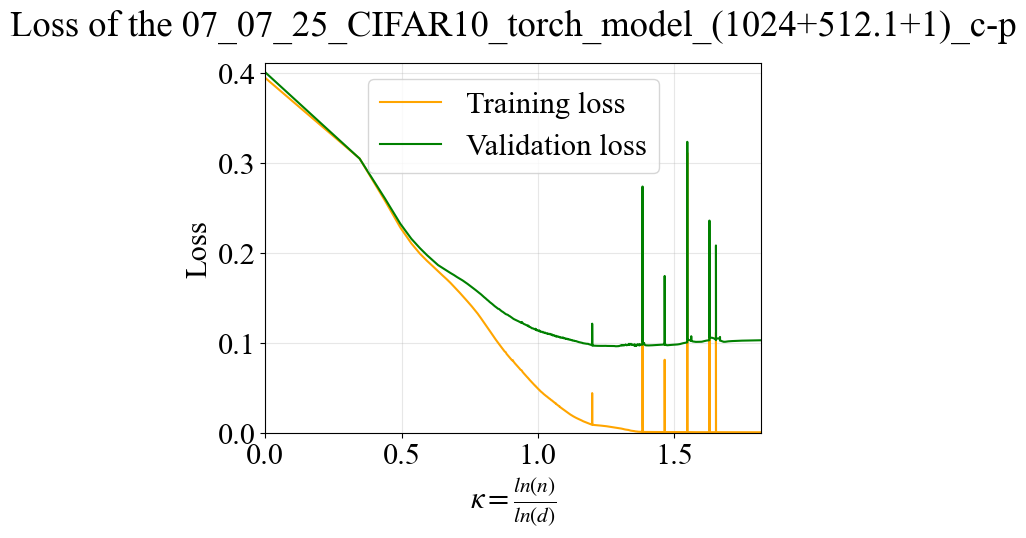 Loss of the 07_07_25_CIFAR10_torch_model_(1024+512.1+1)_c-p
0.4
0.3
0.2
0.1
0.0
Loss
Training loss
Validation loss
0.0 0.5 1.0 1.5
κ = ln(n)/ln(d)